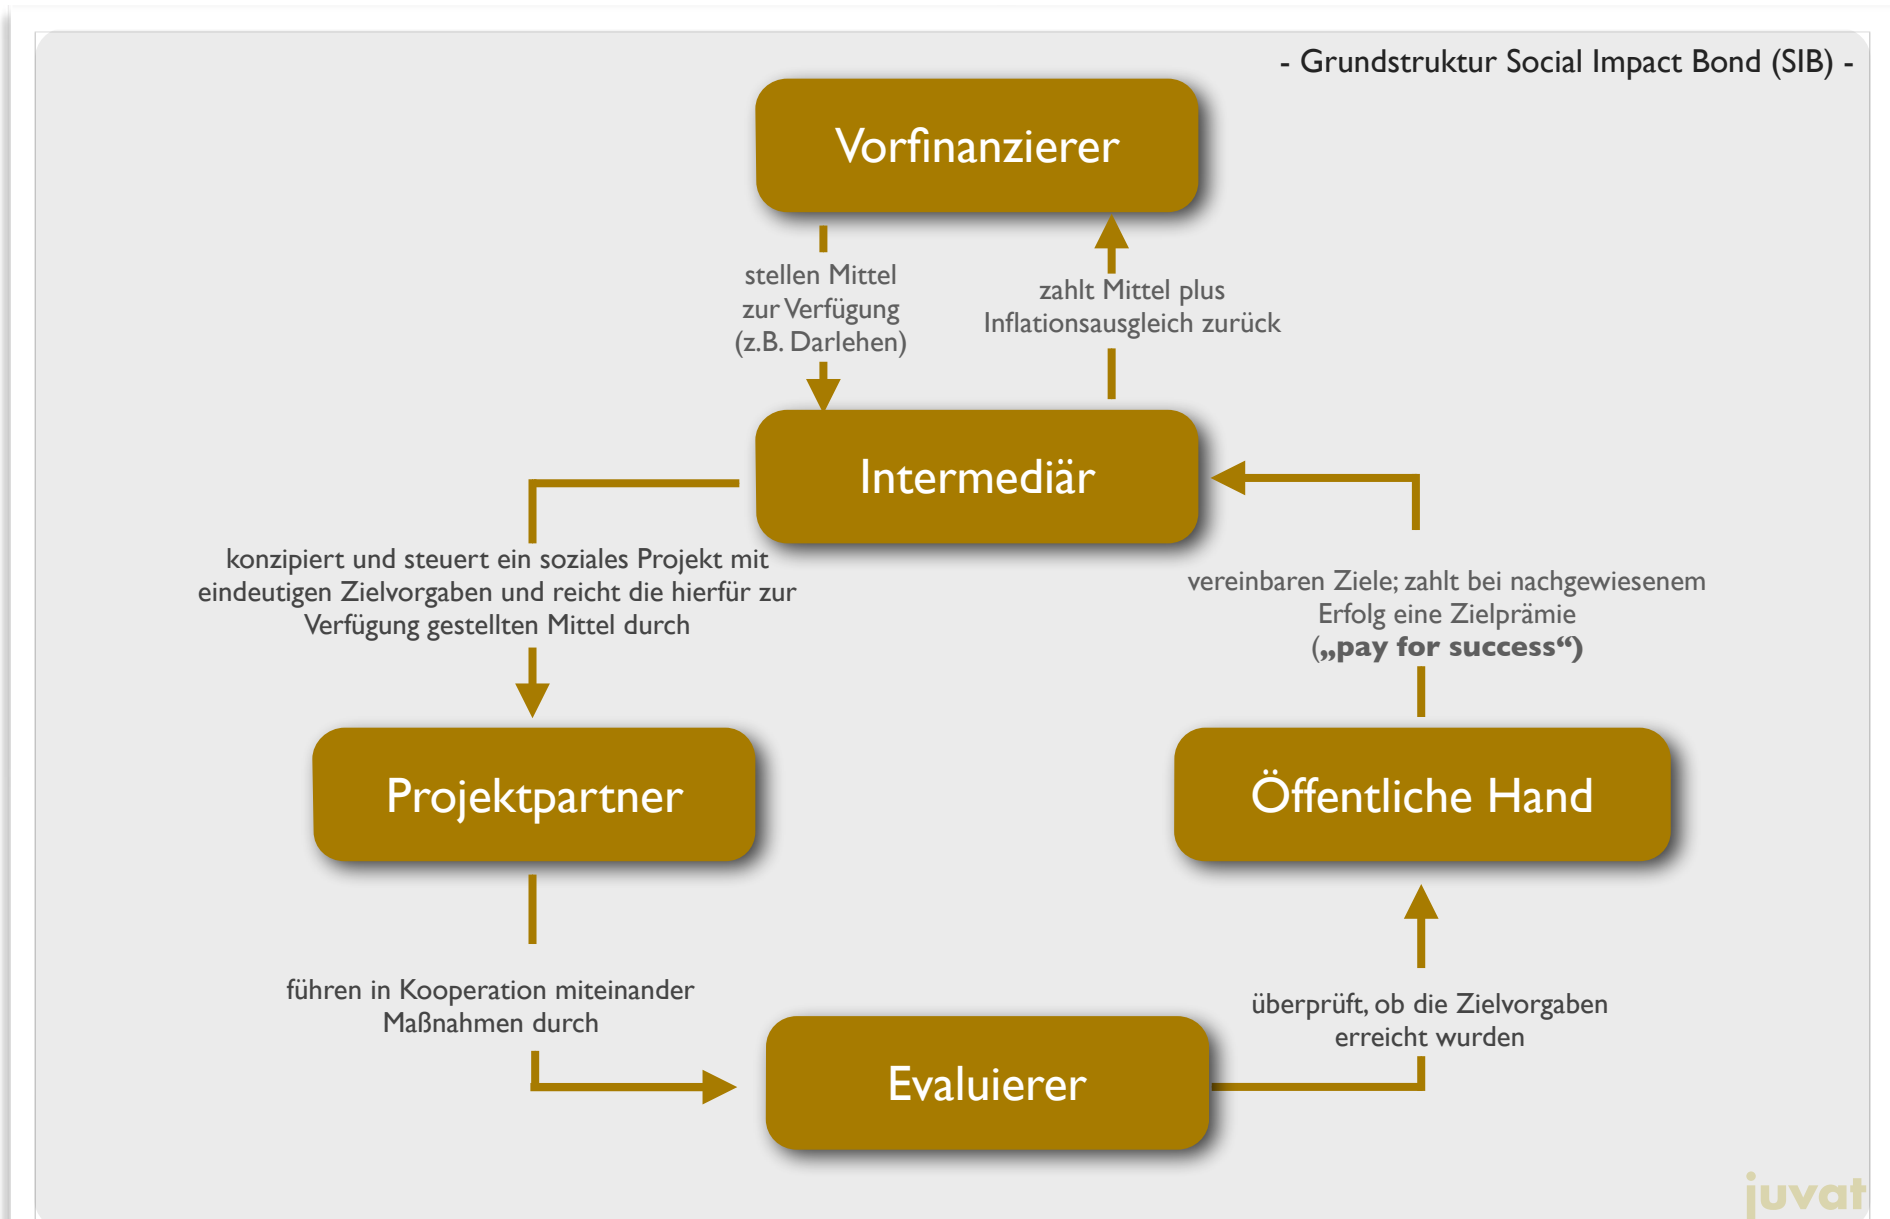 - Grundstruktur Social Impact Bond (SIB) -
Vorfinanzierer
stellen Mittel
zur Verfügung
(z.B. Darlehen)
zahlt Mittel plus
Inflationsausgleich zurück
Intermediär
konzipiert und steuert ein soziales Projekt mit
eindeutigen Zielvorgaben und reicht die hierfür zur
Verfügung gestellten Mittel durch
vereinbaren Ziele; zahlt bei nachgewiesenem
Erfolg eine Zielprämie
(„pay for success“)
Projektpartner
Öffentliche Hand
führen in Kooperation miteinander
Maßnahmen durch
überprüft, ob die Zielvorgaben
erreicht wurden
Evaluierer
juvat